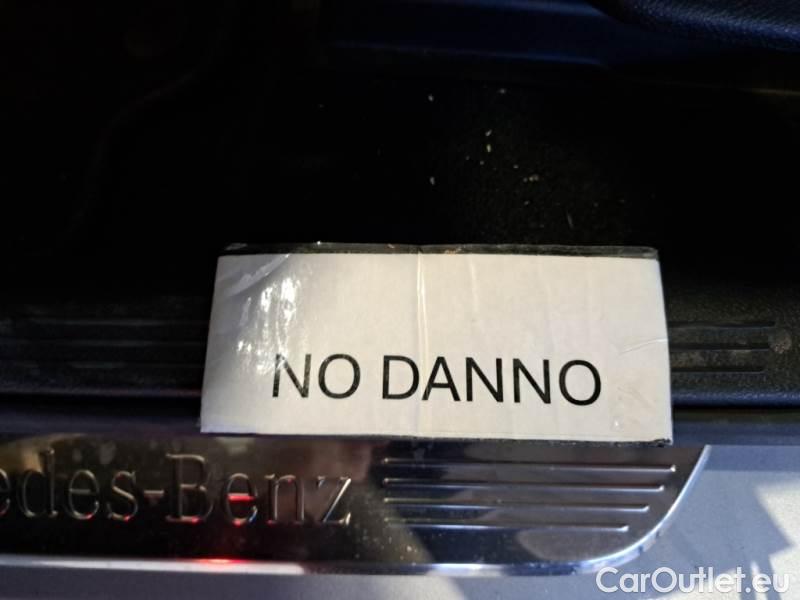 NO DANNO
edes-Benz
CarOutlet.eu